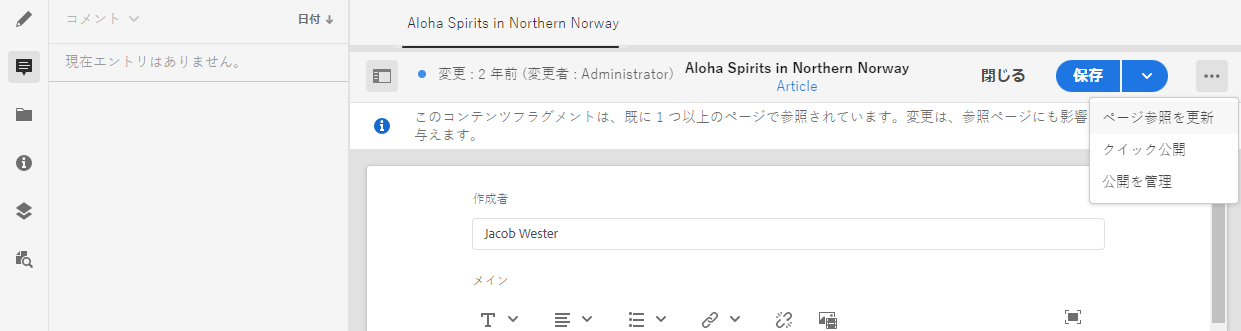 コメント
日付
現在エントリはありません。
Aloha Spirits in Northern Norway
変更 : 2 年前 (変更者 : Administrator)
Aloha Spirits in Northern Norway
Article
閉じる
保存
このコンテンツフラグメントは、既に 1 つ以上のページで参照されています。変更は、参照ページにも影響
与えます。
ページ参照を更新
クイック公開
公開を管理
作成者
Jacob Wester
メイン
T